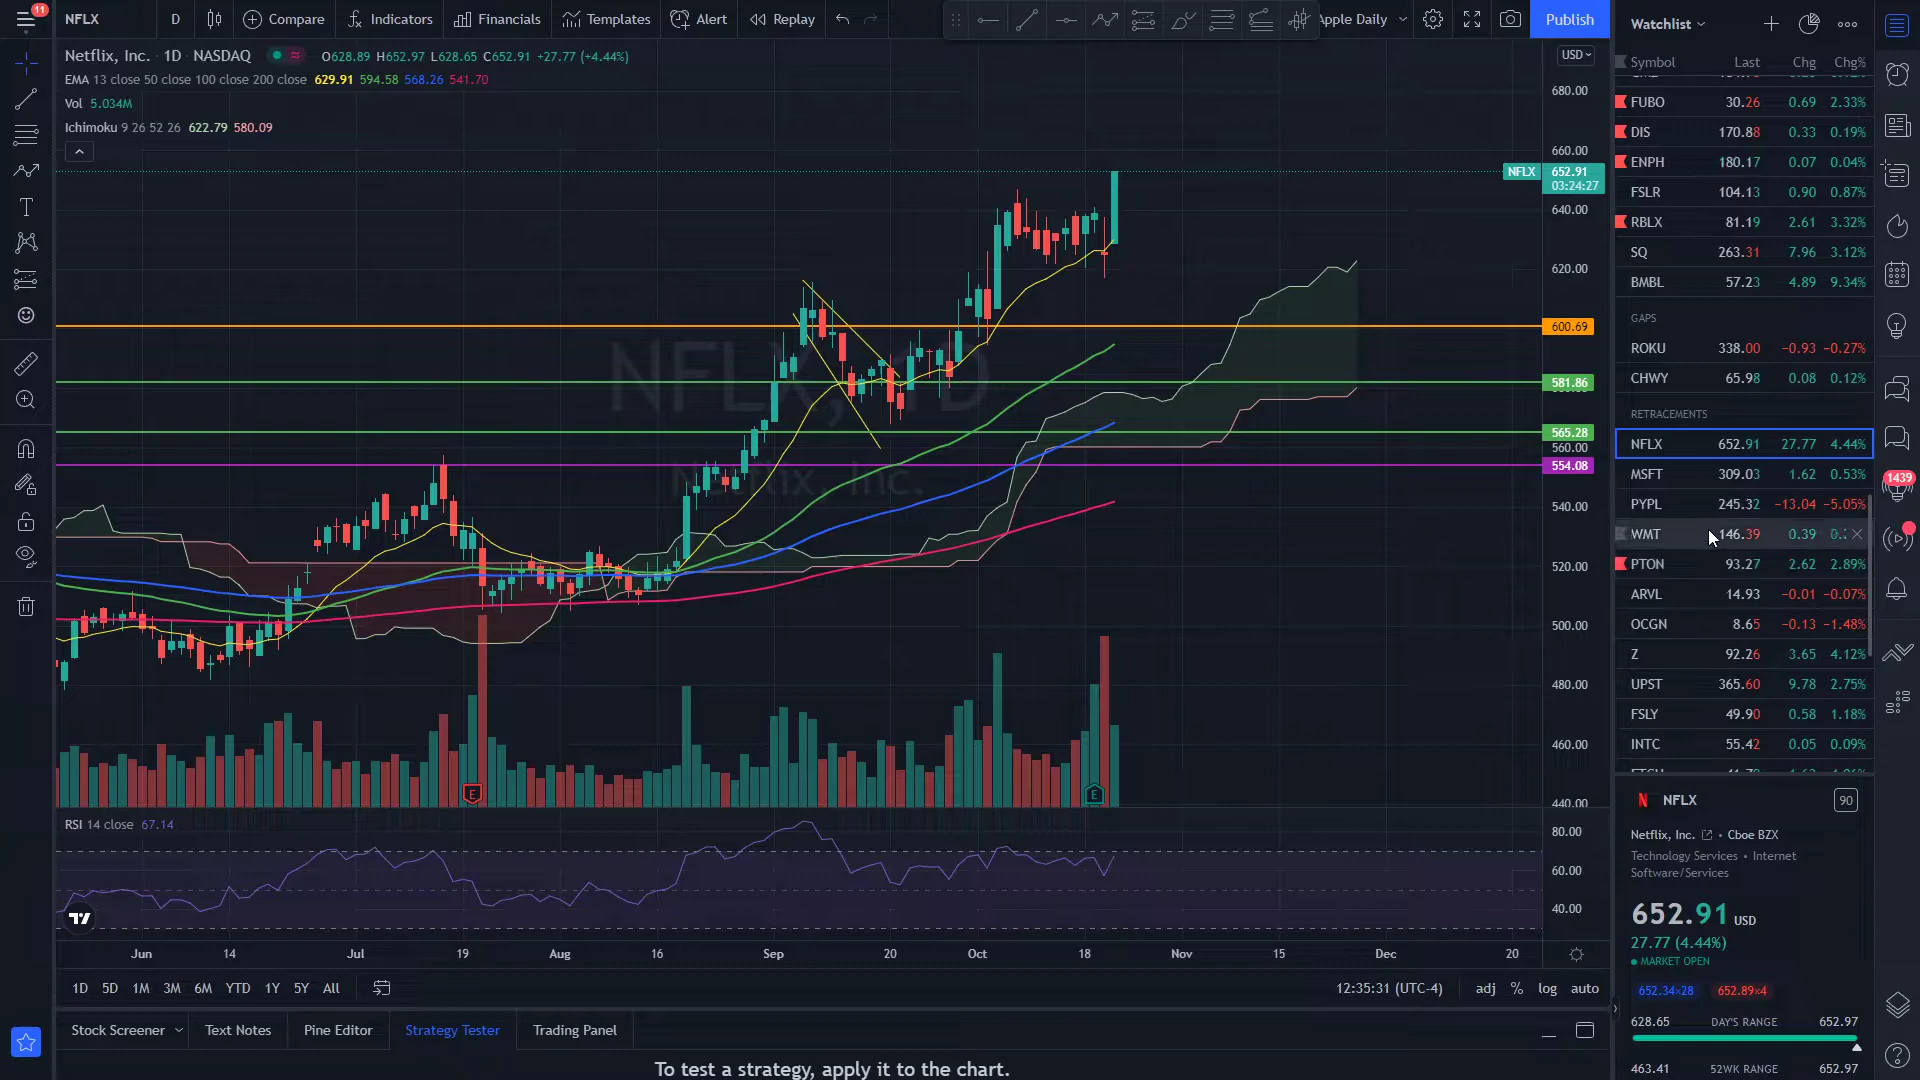 11
NFLX
D
Compare
Indicators
Financials
Templates
Alert
Replay
Apple Daily
Publish
Netflix, Inc. · 1D · NASDAQ
O628.89 H652.97 L628.65 C652.91 +27.77 (+4.44%)
EMA 13 close 50 close 100 close 200 close 629.91 594.58 568.26 541.70
Vol 5.034M
Ichimoku 9 26 52 26 622.79 580.09
NFLX, 1D
Netflix, Inc.
USD
680.00
660.00
NFLX 652.91
03:24:27
640.00
620.00
600.69
581.86
565.28
560.00
554.08
540.00
520.00
500.00
480.00
460.00
440.00
E
E
RSI 14 close 67.14
80.00
60.00
40.00
Jun 14 Jul 19 Aug 16 Sep 20 Oct 18 Nov 15 Dec 20
1D 5D 1M 3M 6M YTD 1Y 5Y All
12:35:31 (UTC-4) adj % log auto
Stock Screener Text Notes Pine Editor Strategy Tester Trading Panel
To test a strategy, apply it to the chart.
Watchlist
Symbol Last Chg Chg%
FUBO 30.26 0.69 2.33%
DIS 170.88 0.33 0.19%
ENPH 180.17 0.07 0.04%
FSLR 104.13 0.90 0.87%
RBLX 81.19 2.61 3.32%
SQ 263.31 7.96 3.12%
BMBL 57.23 4.89 9.34%
GAPS
ROKU 338.00 −0.93 −0.27%
CHWY 65.98 0.08 0.12%
RETRACEMENTS
NFLX 652.91 27.77 4.44%
MSFT 309.03 1.62 0.53%
PYPL 245.32 −13.04 −5.05%
WMT 146.39 0.39
PTON 93.27 2.62 2.89%
ARVL 14.93 −0.01 −0.07%
OCGN 8.65 −0.13 −1.48%
Z 92.26 3.65 4.12%
UPST 365.60 9.78 2.75%
FSLY 49.90 0.58 1.18%
INTC 55.42 0.05 0.09%
N NFLX
90
Netflix, Inc. • Cboe BZX
Technology Services • Internet
Software/Services
652.91 USD
27.77 (4.44%)
MARKET OPEN
652.34×28 652.89×4
628.65 DAY'S RANGE 652.97
463.41 52WK RANGE 652.97
1439